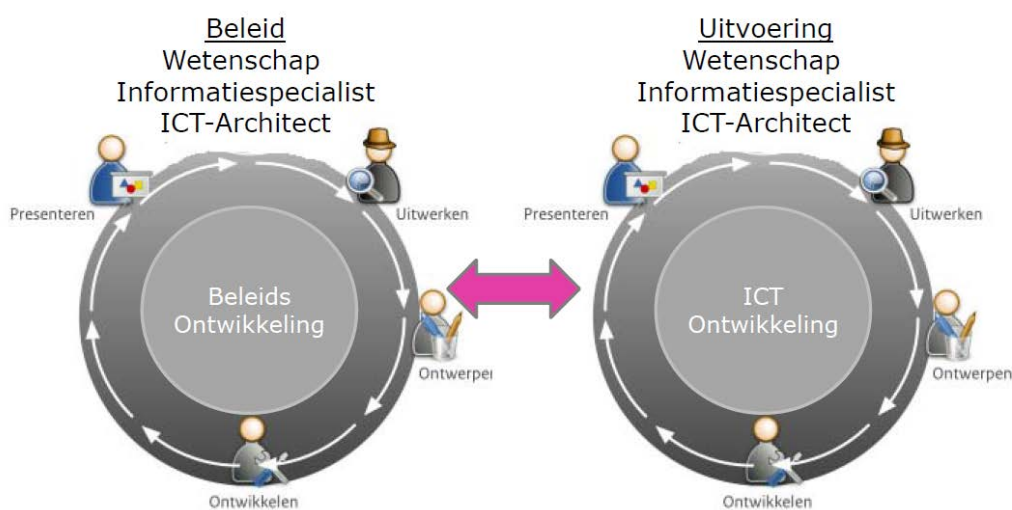 Beleid
Wetenschap
Informatiespecialist
ICT-Architect
Presenteren
Uitwerken
Beleids
Ontwikkeling
Ontwerper
Ontwikkelen
Uitvoering
Wetenschap
Informatiespecialist
ICT-Architect
Presenteren
Uitwerken
ICT
Ontwikkeling
Ontwerpen
Ontwikkelen